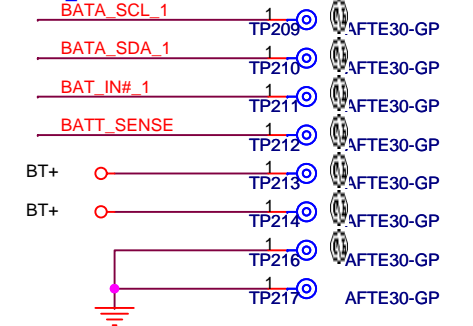 BATA_SCL_1 1 TP209 AFTE30-GP
BATA_SDA_1 1 TP210 AFTE30-GP
BAT_IN#_1 1 TP211 AFTE30-GP
BATT_SENSE 1 TP212 AFTE30-GP
BT+ 1 TP213 AFTE30-GP
BT+ 1 TP214 AFTE30-GP
1 TP216 AFTE30-GP
1 TP217 AFTE30-GP